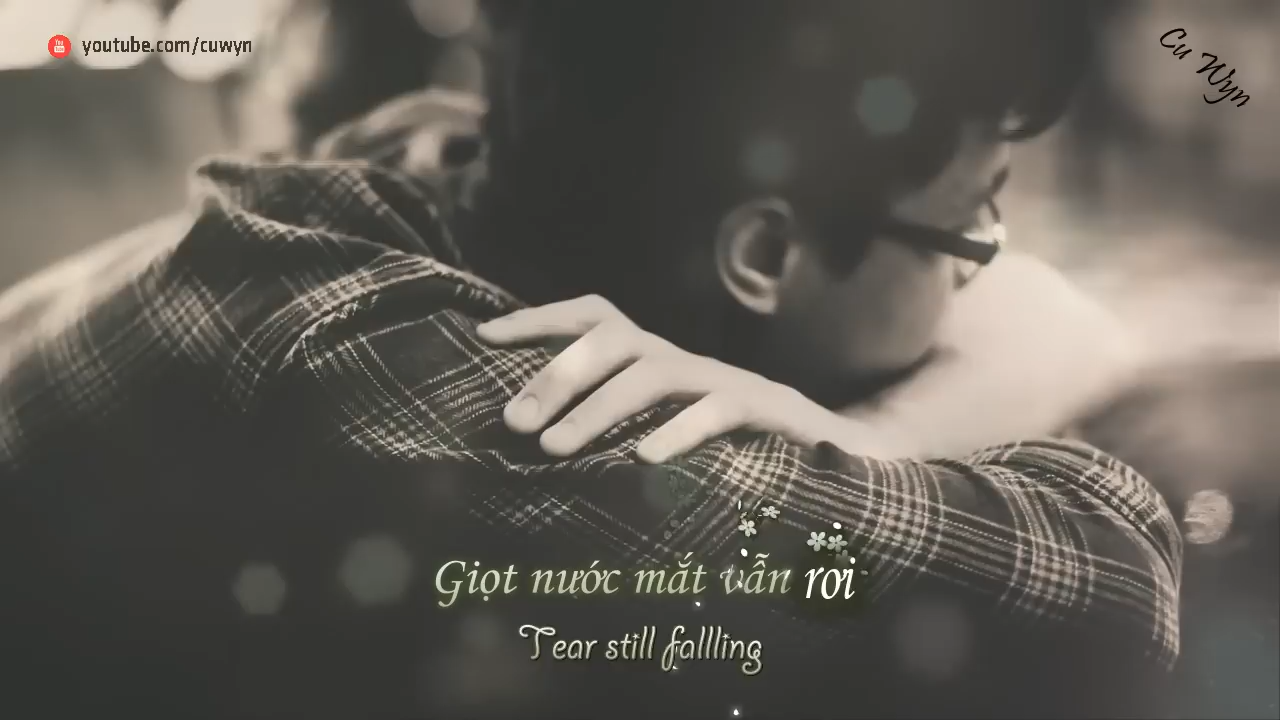 youtube.com/cuwyn
Cu Wyn
Giọt nước mắt vẫn rơi
Tear still fallling